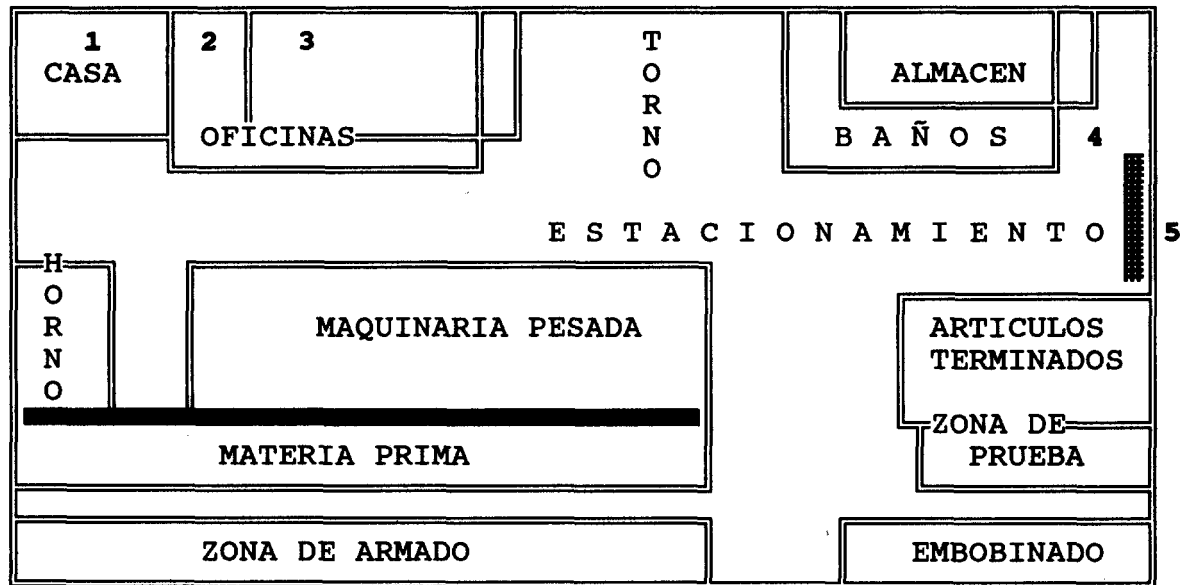 1 2 3
CASA
OFICINAS
TORNO
ALMACEN
BAÑOS 4
ESTACIONAMIENTO 5
HORNO
MAQUINARIA PESADA
ARTICULOS
TERMINADOS
ZONA DE
PRUEBA
MATERIA PRIMA
ZONA DE ARMADO
EMBOBINADO